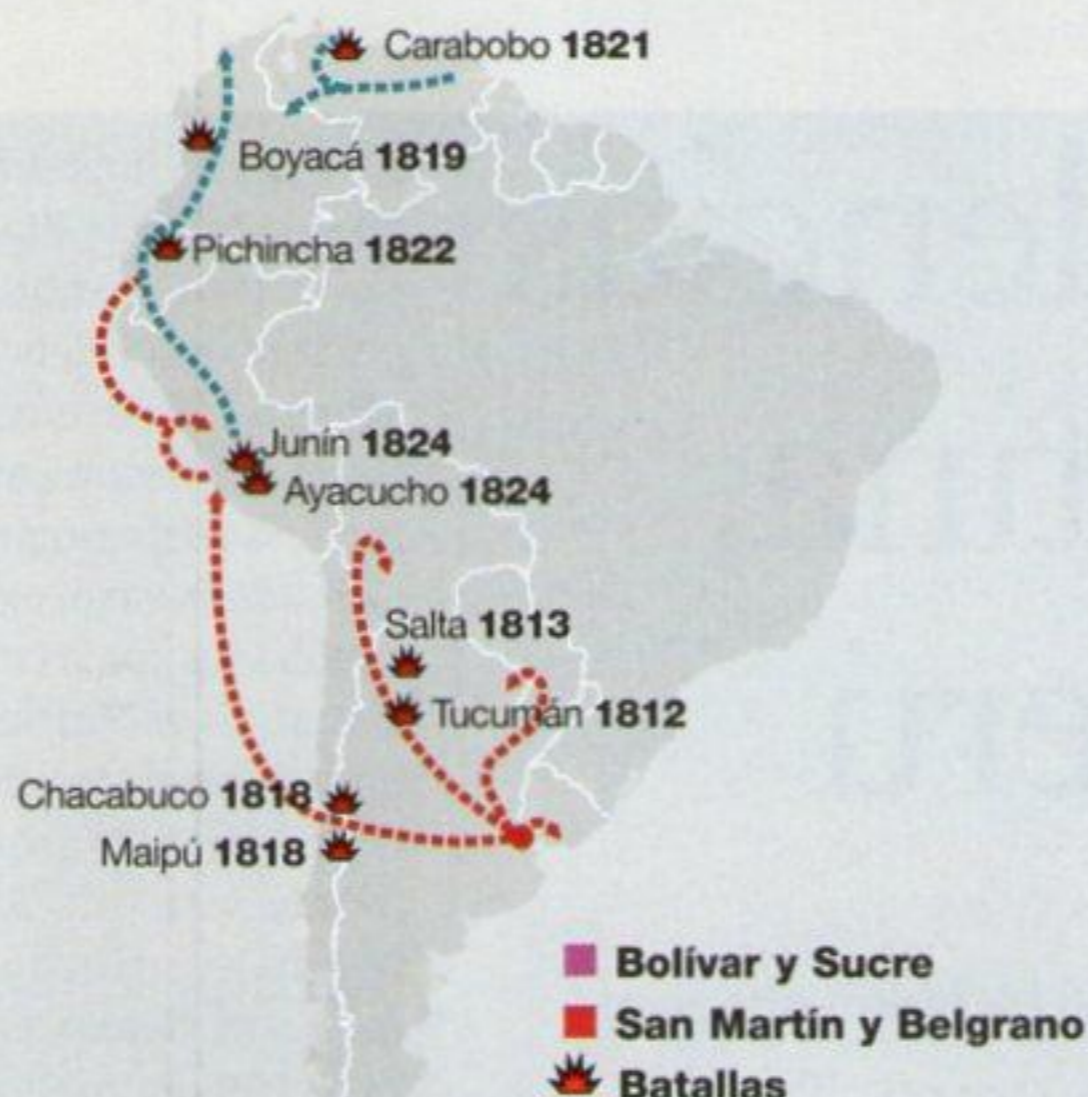 Carabobo 1821
Boyacá 1819
Pichincha 1822
Junín 1824
Ayacucho 1824
Salta 1813
Tucumán 1812
Chacabuco 1818
Maipú 1818
Bolívar y Sucre
San Martín y Belgrano
Batallas